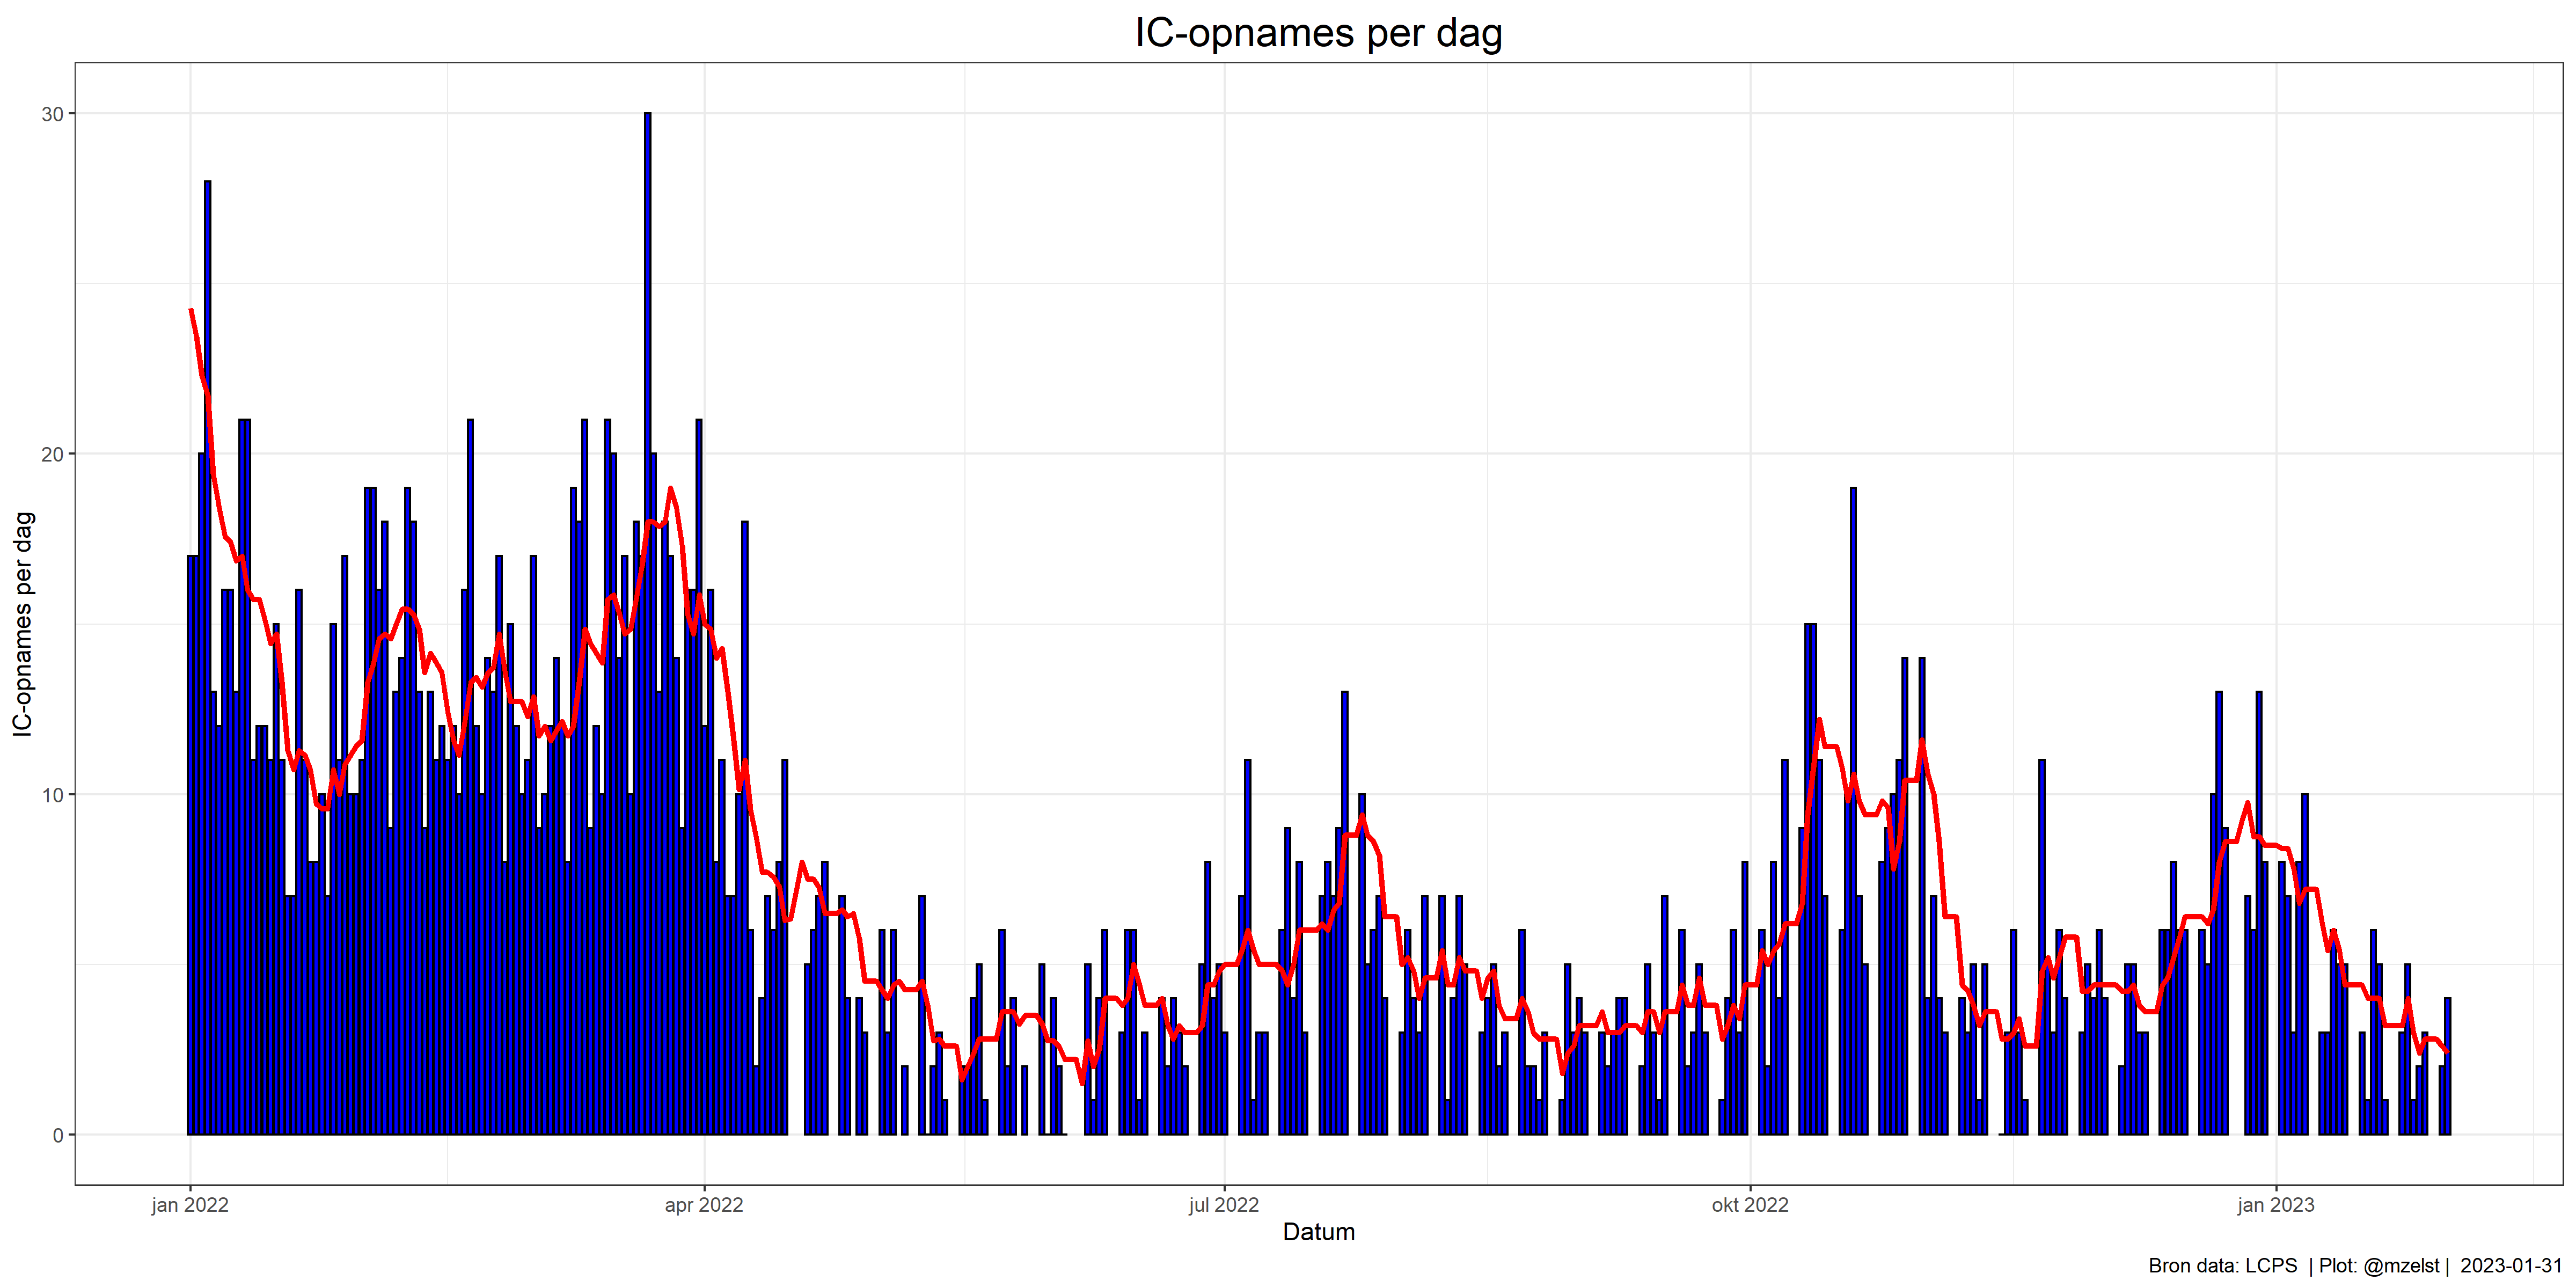 IC-opnames per dag
IC-opnames per dag
30
20
10
0
jan 2022
apr 2022
jul 2022
okt 2022
jan 2023
Datum
Bron data: LCPS | Plot: @mzelst | 2023-01-31